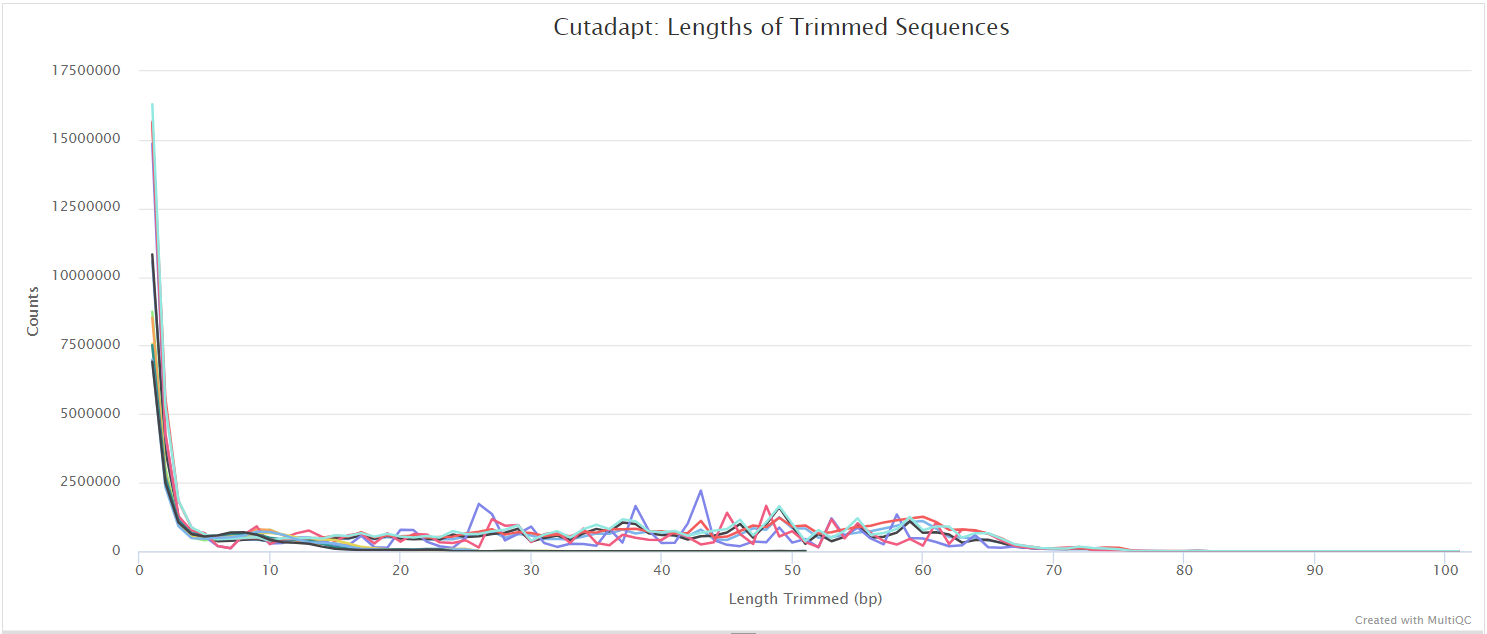 Cutadapt: Lengths of Trimmed Sequences
17500000
15000000
12500000
10000000
7500000
5000000
2500000
0
Counts
0 10 20 30 40 50 60 70 80 90 100
Length Trimmed (bp)
Created with MultiQC